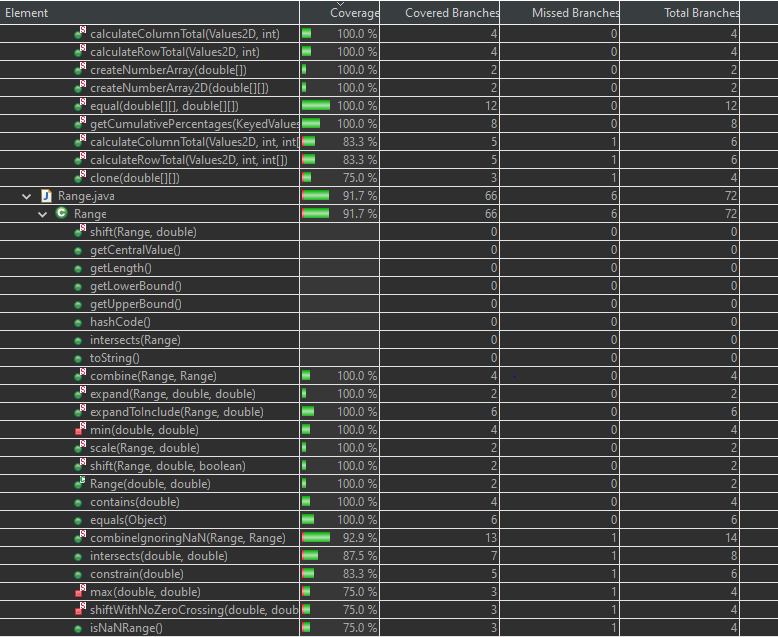 Element Coverage Covered Branches Missed Branches Total Branches
calculateColumnTotal(Values2D, int) 100.0 % 4 0 4
calculateRowTotal(Values2D, int) 100.0 % 4 0 4
createNumberArray(double[]) 100.0 % 2 0 2
createNumberArray2D(double[][]) 100.0 % 2 0 2
equal(double[][], double[][]) 100.0 % 12 0 12
getCumulativePercentages(KeyedValues 100.0 % 8 0 8
calculateColumnTotal(Values2D, int, int[ 83.3 % 5 1 6
calculateRowTotal(Values2D, int, int[]) 83.3 % 5 1 6
clone(double[][]) 75.0 % 3 1 4
J Range.java 91.7 % 66 6 72
C Range 91.7 % 66 6 72
shift(Range, double) 0 0 0
getCentralValue() 0 0 0
getLength() 0 0 0
getLowerBound() 0 0 0
getUpperBound() 0 0 0
hashCode() 0 0 0
intersects(Range) 0 0 0
toString() 0 0 0
combine(Range, Range) 100.0 % 4 0 4
expand(Range, double, double) 100.0 % 2 0 2
expandToInclude(Range, double) 100.0 % 6 0 6
min(double, double) 100.0 % 4 0 4
scale(Range, double) 100.0 % 2 0 2
shift(Range, double, boolean) 100.0 % 2 0 2
Range(double, double) 100.0 % 2 0 2
contains(double) 100.0 % 4 0 4
equals(Object) 100.0 % 6 0 6
combineIgnoringNaN(Range, Range) 92.9 % 13 1 14
intersects(double, double) 87.5 % 7 1 8
constrain(double) 83.3 % 5 1 6
max(double, double) 75.0 % 3 1 4
shiftWithNoZeroCrossing(double, doub 75.0 % 3 1 4
isNaNRange() 75.0 % 3 1 4